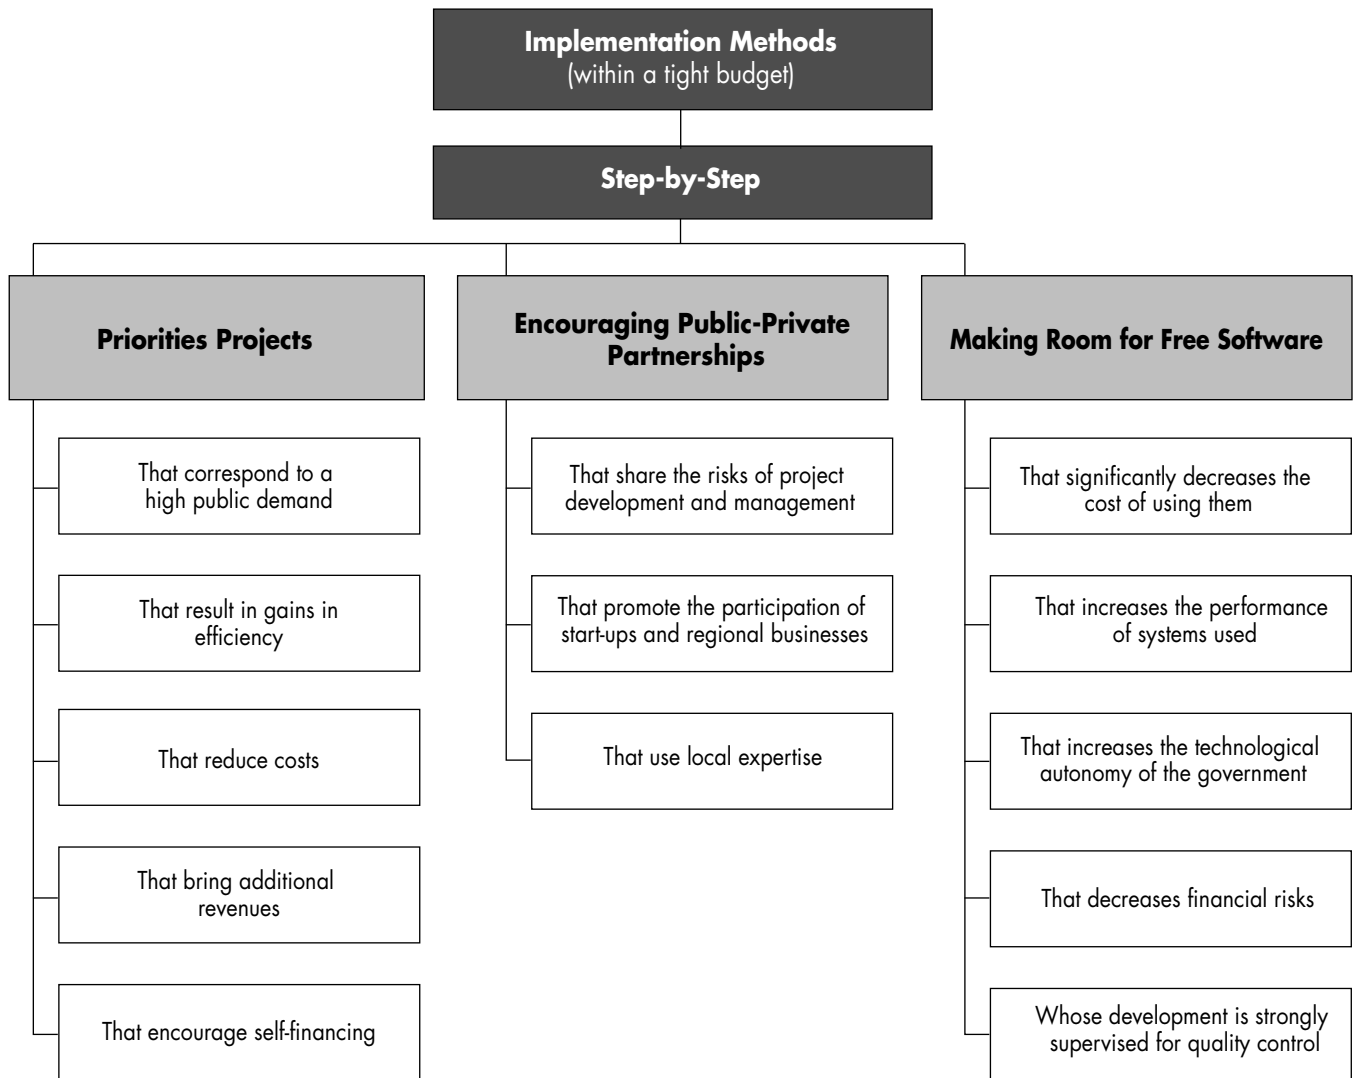 Implementation Methods
(within a tight budget)
Step-by-Step
Priorities Projects
That correspond to a
high public demand
That result in gains in
efficiency
That reduce costs
That bring additional
revenues
That encourage self-financing
Encouraging Public-Private
Partnerships
That share the risks of project
development and management
That promote the participation of
start-ups and regional businesses
That use local expertise
Making Room for Free Software
That significantly decreases the
cost of using them
That increases the performance
of systems used
That increases the technological
autonomy of the government
That decreases financial risks
Whose development is strongly
supervised for quality control